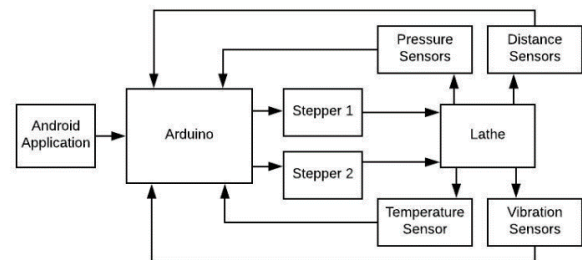 Pressure
Sensors
Distance
Sensors
Android
Application
Arduino
Stepper 1
Stepper 2
Lathe
Temperature
Sensor
Vibration
Sensors